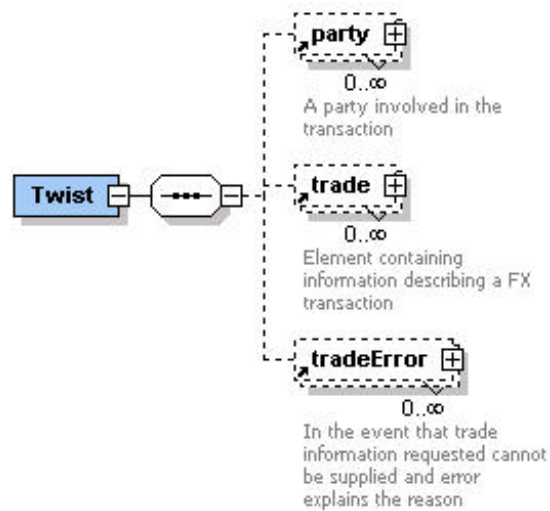 party
0..∞
A party involved in the
transaction
Twist
trade
0..∞
Element containing
information describing a FX
transaction
tradeError
0..∞
In the event that trade
information requested cannot
be supplied and error
explains the reason